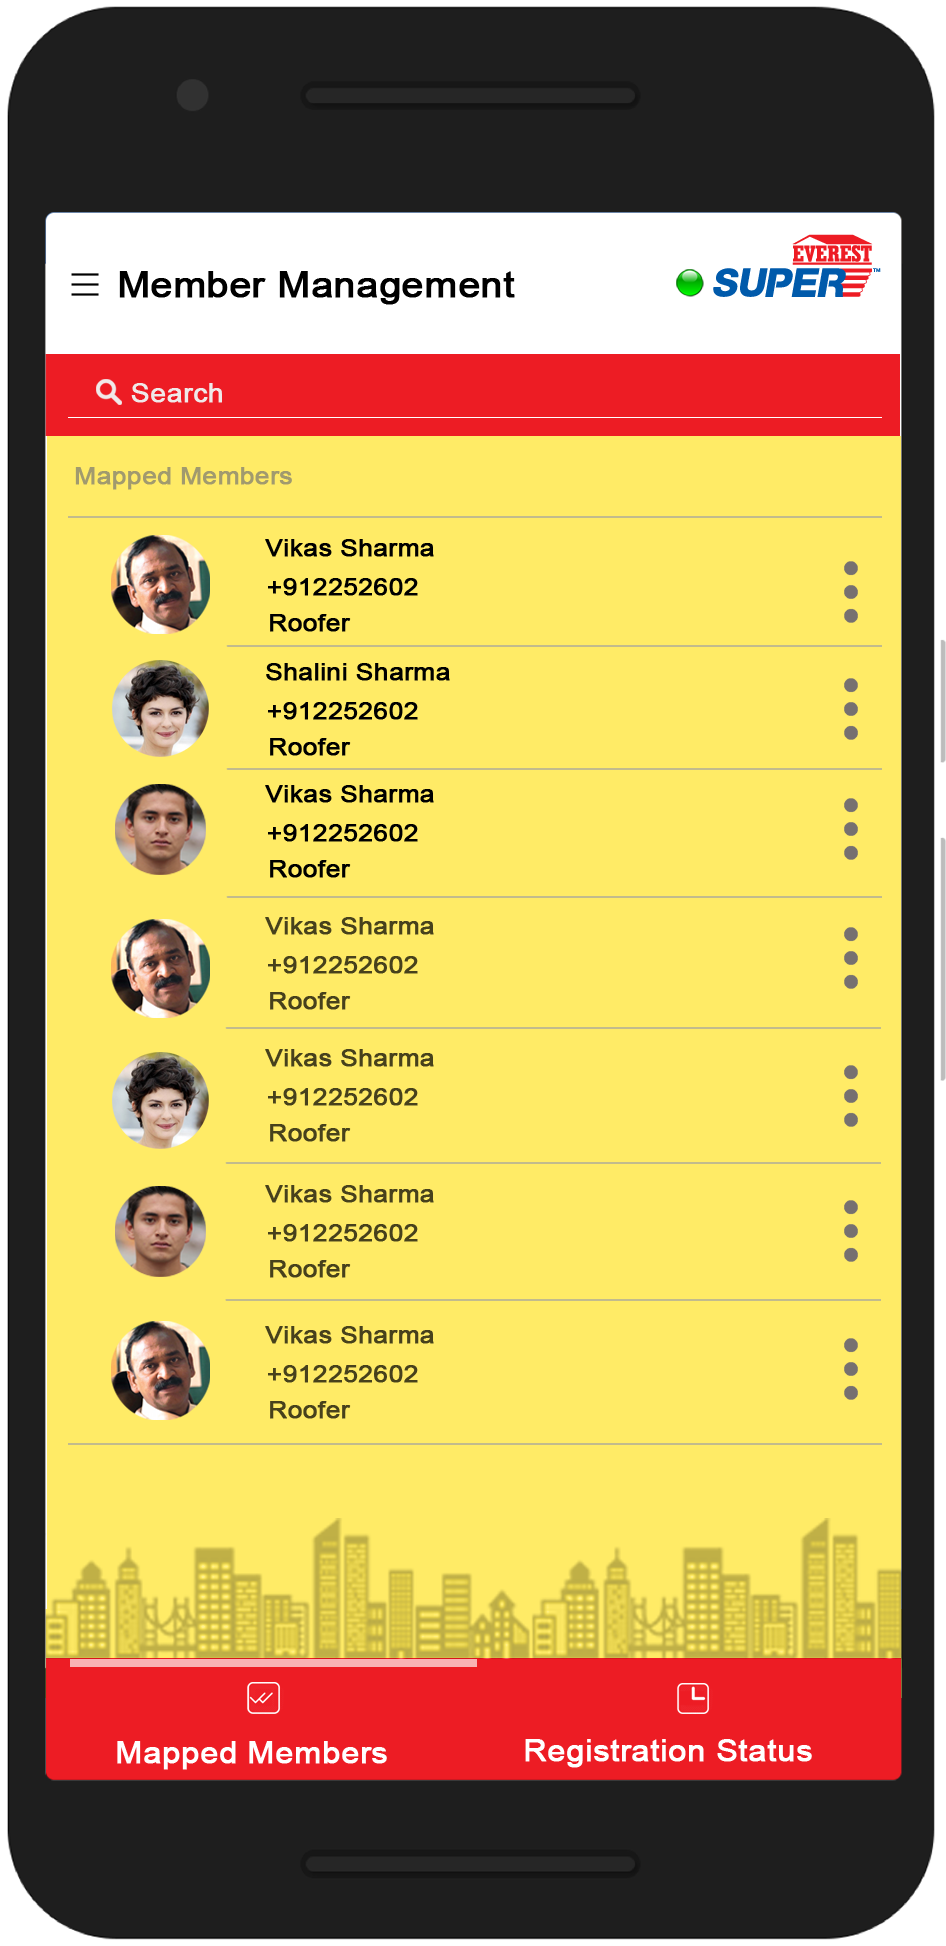 Member Management
EVEREST
SUPER™
Search
Mapped Members
Vikas Sharma
+912252602
Roofer
Shalini Sharma
+912252602
Roofer
Vikas Sharma
+912252602
Roofer
Vikas Sharma
+912252602
Roofer
Vikas Sharma
+912252602
Roofer
Vikas Sharma
+912252602
Roofer
Vikas Sharma
+912252602
Roofer
Mapped Members
Registration Status